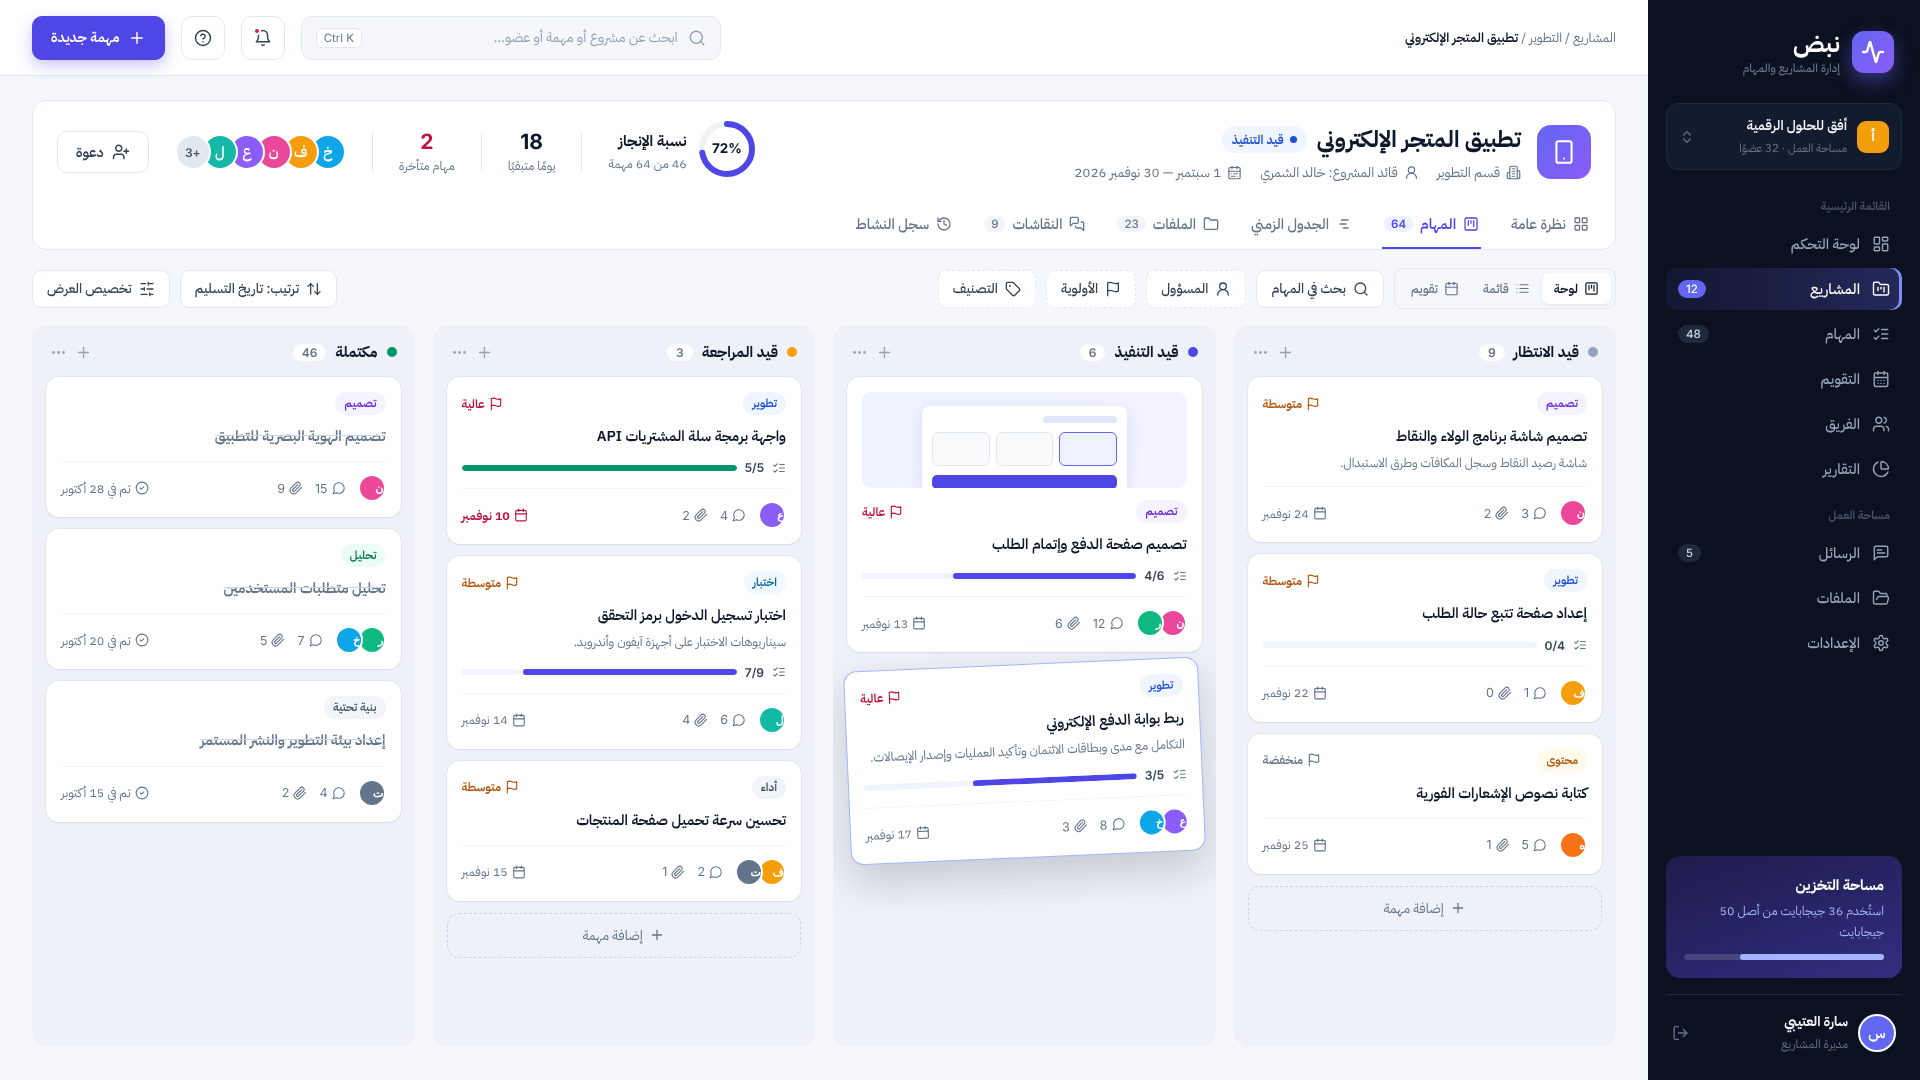 نبض
إدارة المشاريع والمهام
أ
أفق للحلول الرقمية
مساحة العمل · 32 عضوًا
القائمة الرئيسية
لوحة التحكم
المشاريع 12
المهام 48
التقويم
الفريق
التقارير
مساحة العمل
الرسائل 5
الملفات
الإعدادات
مساحة التخزين
استُخدم 36 جيجابايت من أصل 50
جيجابايت
س
سارة العتيبي
مديرة المشاريع
المشاريع / التطوير / تطبيق المتجر الإلكتروني
ابحث عن مشروع أو مهمة أو عضو...
Ctrl K
مهمة جديدة
تطبيق المتجر الإلكتروني
قيد التنفيذ
قسم التطوير
قائد المشروع: خالد الشمري
1 سبتمبر — 30 نوفمبر 2026
72%
نسبة الإنجاز
46 من 64 مهمة
18
يومًا متبقيًا
2
مهام متأخرة
خ ف ن ع ل +3
دعوة
نظرة عامة
المهام 64
الجدول الزمني
الملفات 23
النقاشات 9
سجل النشاط
لوحة
قائمة
تقويم
بحث في المهام
المسؤول
الأولوية
التصنيف
ترتيب: تاريخ التسليم
تخصيص العرض
قيد الانتظار 9
تصميم
متوسطة
تصميم شاشة برنامج الولاء والنقاط
شاشة رصيد النقاط وسجل المكافآت وطرق الاستبدال.
ن 3 2 24 نوفمبر
تطوير
متوسطة
إعداد صفحة تتبع حالة الطلب
0/4
ف 1 0 22 نوفمبر
محتوى
منخفضة
كتابة نصوص الإشعارات الفورية
ه 5 1 25 نوفمبر
إضافة مهمة
قيد التنفيذ 6
تصميم
عالية
تصميم صفحة الدفع وإتمام الطلب
4/6
ن ر 12 6 13 نوفمبر
تطوير
عالية
ربط بوابة الدفع الإلكتروني
التكامل مع مدى وبطاقات الائتمان وتأكيد العمليات وإصدار الإيصالات.
3/5
ع خ 8 3 17 نوفمبر
قيد المراجعة 3
تطوير
عالية
واجهة برمجة سلة المشتريات API
5/5
ع 4 2 10 نوفمبر
اختبار
متوسطة
اختبار تسجيل الدخول برمز التحقق
سيناريوهات الاختبار على أجهزة آيفون وأندرويد.
7/9
ل 6 4 14 نوفمبر
أداء
متوسطة
تحسين سرعة تحميل صفحة المنتجات
ف ت 2 1 15 نوفمبر
إضافة مهمة
مكتملة 46
تصميم
تصميم الهوية البصرية للتطبيق
ن 15 9 تم في 28 أكتوبر
تحليل
تحليل متطلبات المستخدمين
ر خ 7 5 تم في 20 أكتوبر
بنية تحتية
إعداد بيئة التطوير والنشر المستمر
ت 4 2 تم في 15 أكتوبر